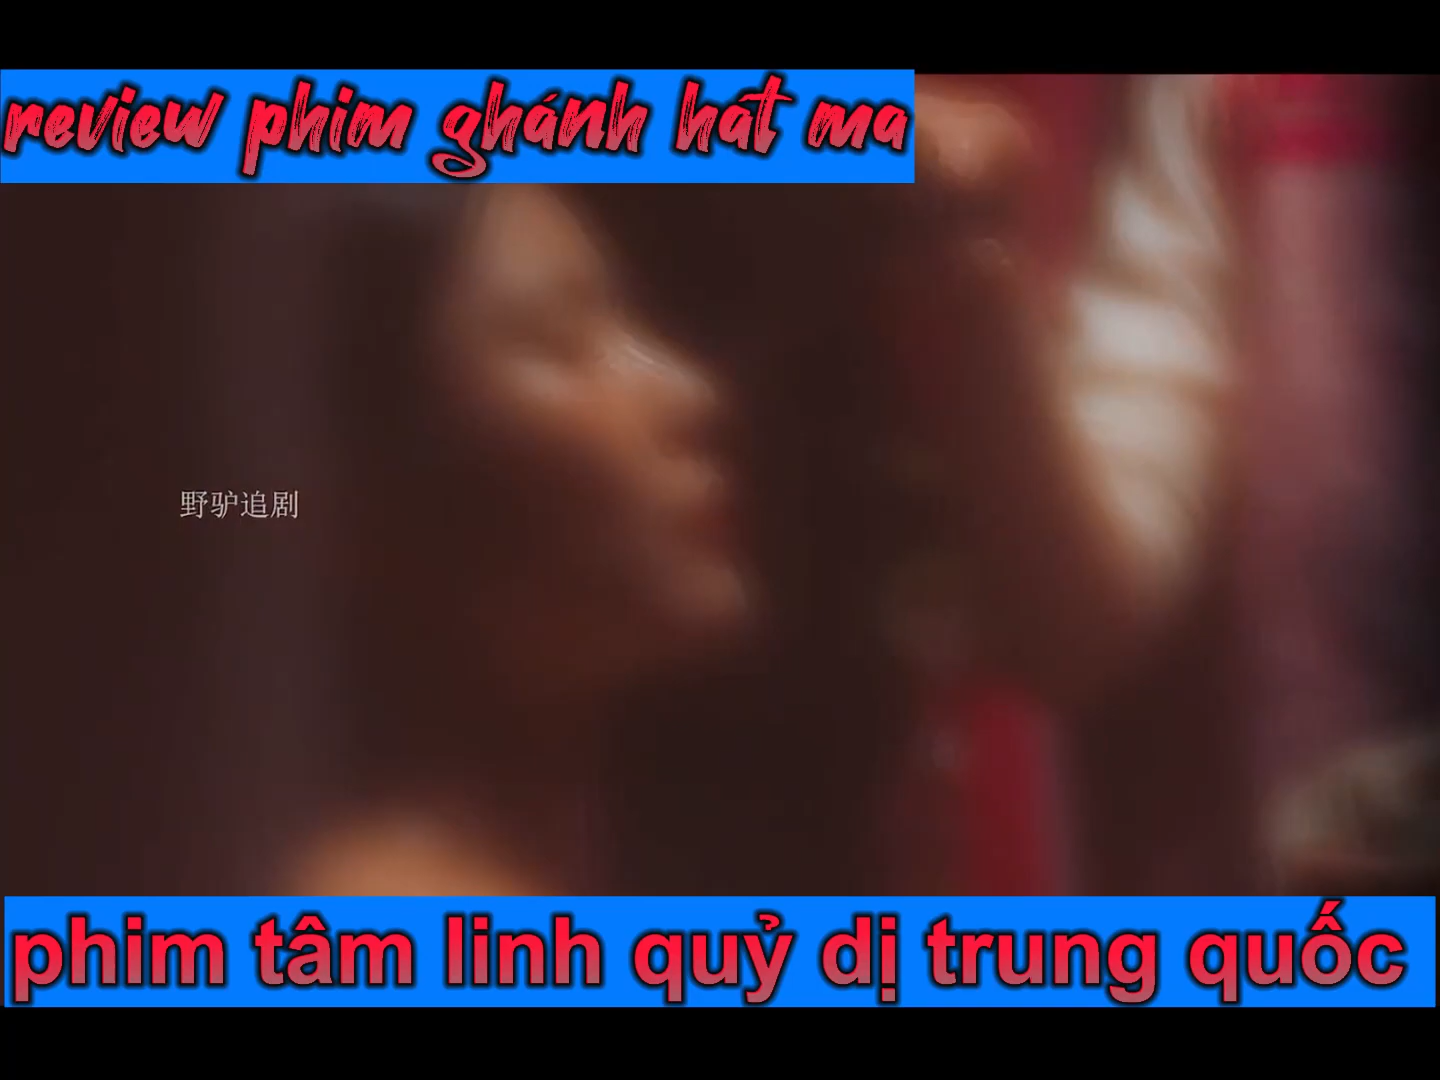 review phim ghánh hát ma
野驴追剧
phim tâm linh quỷ dị trung quốc